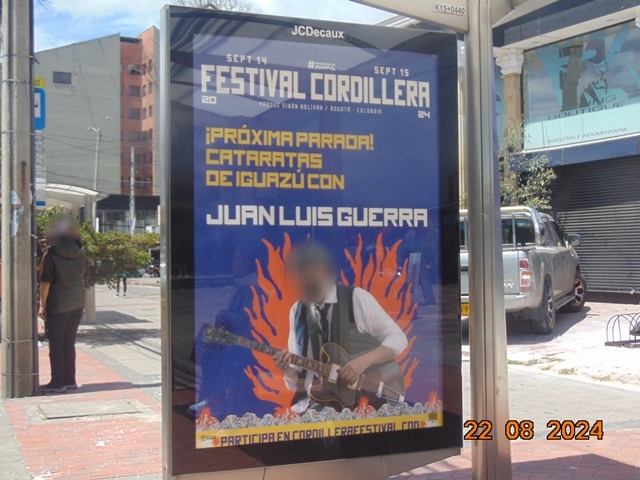 K15+0440
JCDecaux
SEPT 14
SEPT 15
FESTIVAL CORDILLERA
20
PARQUE SIMÓN BOLÍVAR / BOGOTÁ - COLOMBIA
24
¡PRÓXIMA PARADA!
CATARATAS
DE IGUAZÚ CON
JUAN LUIS GUERRA
PARTICIPA EN CORDILLERAFESTIVAL.COM
BOUTIQUE
22 08 2024